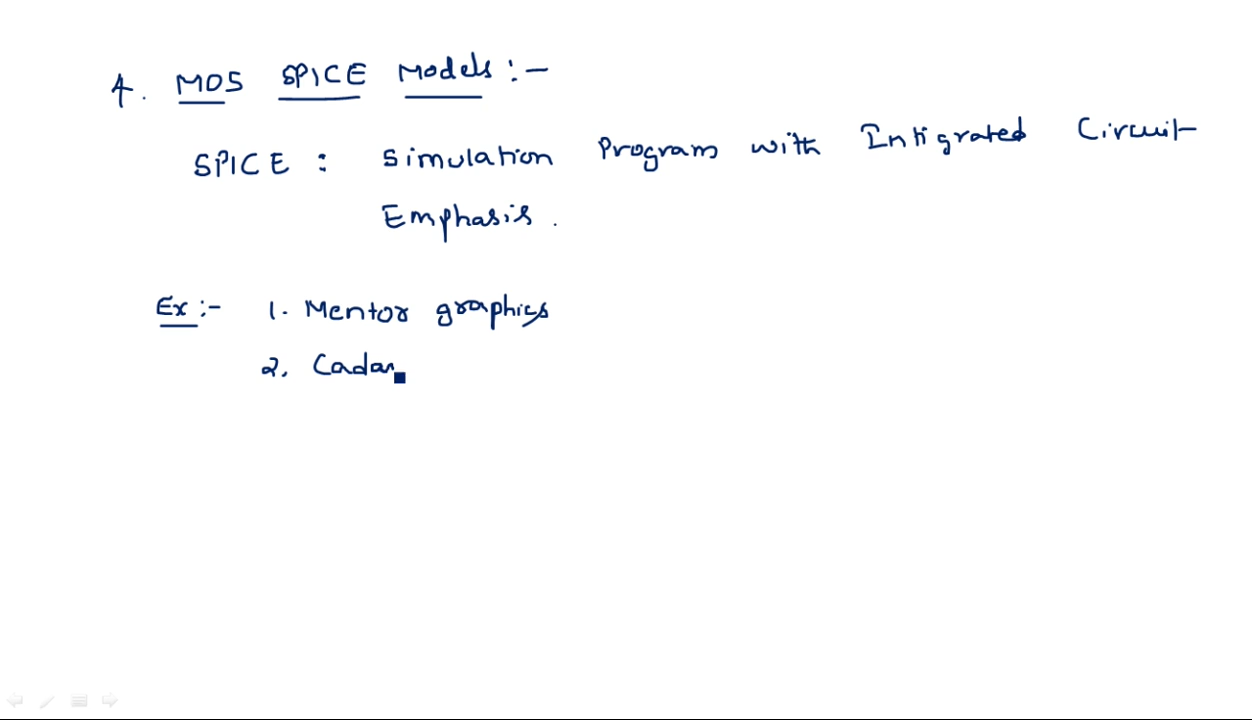 4. MOS SPICE Models :-
SPICE : Simulation Program with Intigrated Circuit
Emphasis .
Ex :- 1. Mentor graphics
2. Cadan